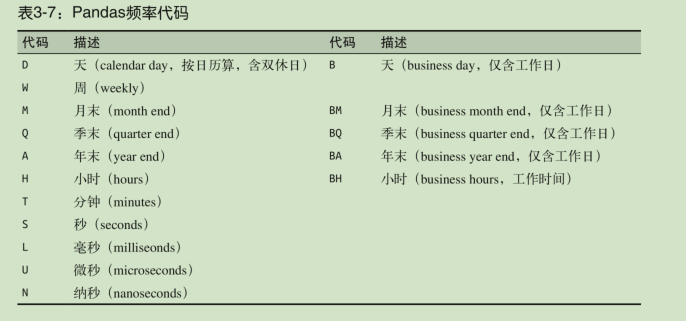 表3-7：Pandas频率代码
代码 描述 代码 描述
D 天（calendar day，按日历算，含双休日） B 天（business day，仅含工作日）
W 周（weekly）
M 月末（month end） BM 月末（business month end，仅含工作日）
Q 季末（quarter end） BQ 季末（business quarter end，仅含工作日）
A 年末（year end） BA 年末（business year end，仅含工作日）
H 小时（hours） BH 小时（business hours，工作时间）
T 分钟（minutes）
S 秒（seconds）
L 毫秒（milliseonds）
U 微秒（microseconds）
N 纳秒（nanoseconds）